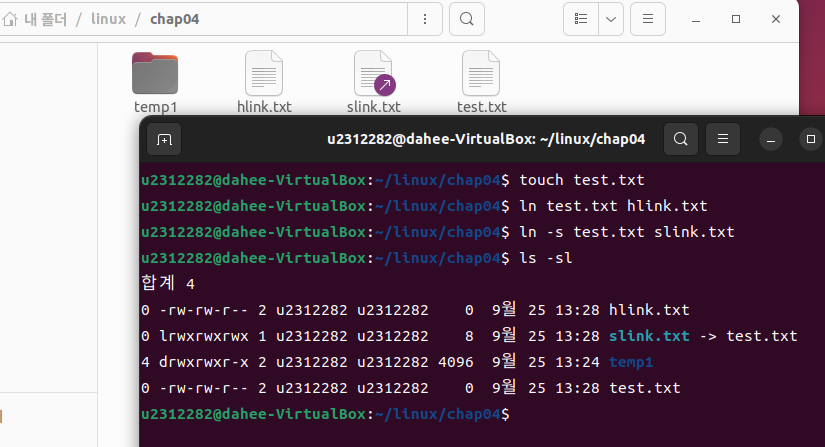 내 폴더 / linux / chap04
temp1 hlink.txt slink.txt test.txt
u2312282@dahee-VirtualBox: ~/linux/chap04
u2312282@dahee-VirtualBox:~/linux/chap04$ touch test.txt
u2312282@dahee-VirtualBox:~/linux/chap04$ ln test.txt hlink.txt
u2312282@dahee-VirtualBox:~/linux/chap04$ ln -s test.txt slink.txt
u2312282@dahee-VirtualBox:~/linux/chap04$ ls -sl
합계 4
0 -rw-rw-r-- 2 u2312282 u2312282    0  9월 25 13:28 hlink.txt
0 lrwxrwxrwx 1 u2312282 u2312282    8  9월 25 13:28 slink.txt -> test.txt
4 drwxrwxr-x 2 u2312282 u2312282 4096  9월 25 13:24 temp1
0 -rw-rw-r-- 2 u2312282 u2312282    0  9월 25 13:28 test.txt
u2312282@dahee-VirtualBox:~/linux/chap04$